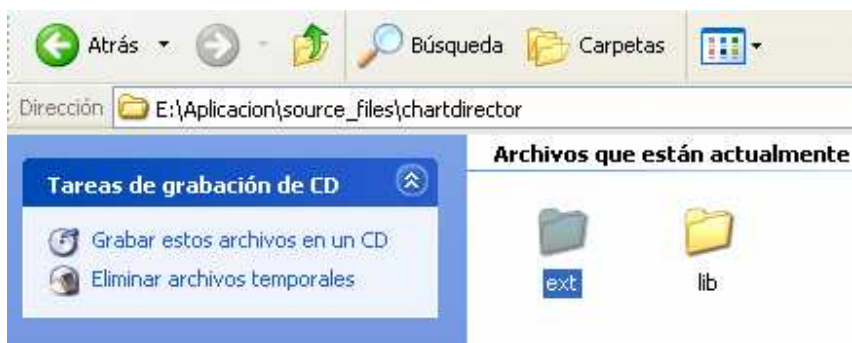 Atrás Búsqueda Carpetas
Dirección E:\Aplicacion\source_files\chartdirector
Archivos que están actualmente
Tareas de grabación de CD
Grabar estos archivos en un CD
Eliminar archivos temporales
ext lib